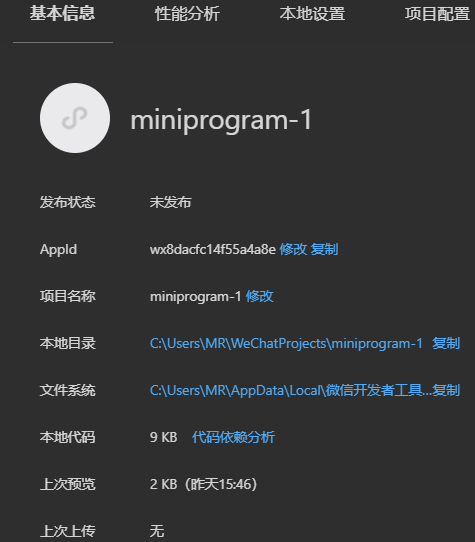 基本信息 性能分析 本地设置 项目配置
miniprogram-1
发布状态 未发布
AppId wx8dacfc14f55a4a8e 修改 复制
项目名称 miniprogram-1 修改
本地目录 C:\Users\MR\WeChatProjects\miniprogram-1 复制
文件系统 C:\Users\MR\AppData\Local\微信开发者工具...复制
本地代码 9 KB 代码依赖分析
上次预览 2 KB（昨天15:46）
上次上传 无